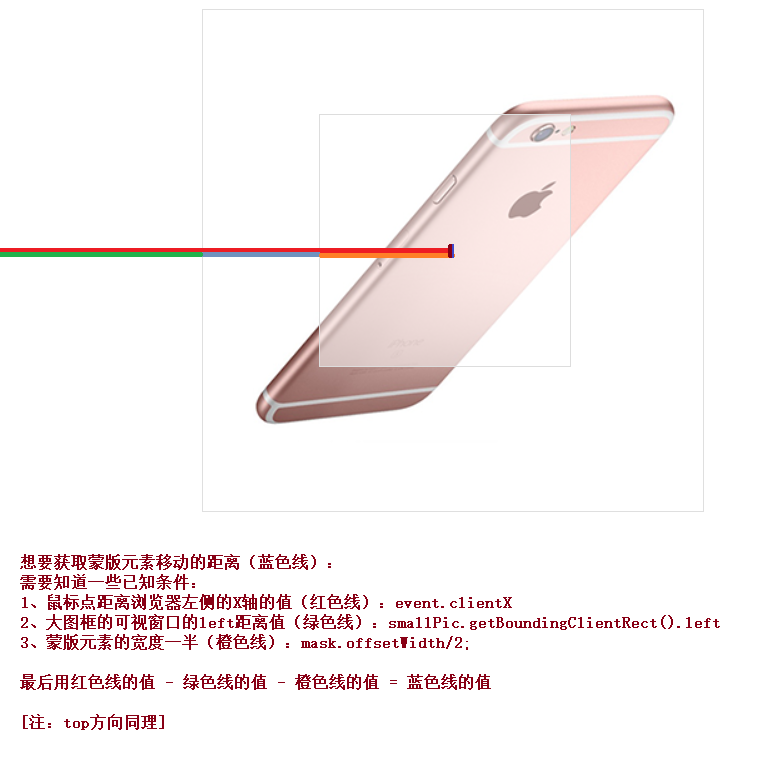 想要获取蒙版元素移动的距离（蓝色线）：
需要知道一些已知条件：
1、鼠标点距离浏览器左侧的X轴的值（红色线）：event.clientX
2、大图框的可视窗口的left距离值（绿色线）：smallPic.getBoundingClientRect().left
3、蒙版元素的宽度一半（橙色线）：mask.offsetWidth/2;
最后用红色线的值 - 绿色线的值 - 橙色线的值 = 蓝色线的值
[注：top方向同理]